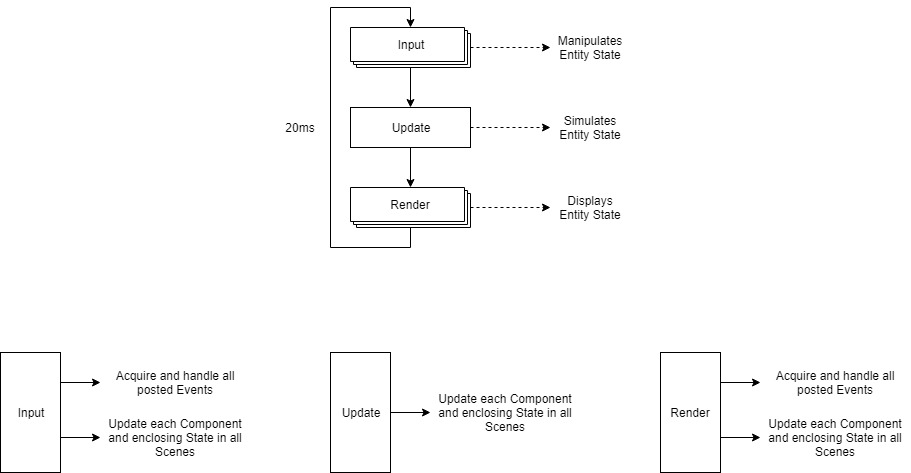 Input
Manipulates
Entity State
20ms
Update
Simulates
Entity State
Render
Displays
Entity State
Input
Acquire and handle all
posted Events
Update each Component
and enclosing State in all
Scenes
Update
Update each Component
and enclosing State in all
Scenes
Render
Acquire and handle all
posted Events
Update each Component
and enclosing State in all
Scenes